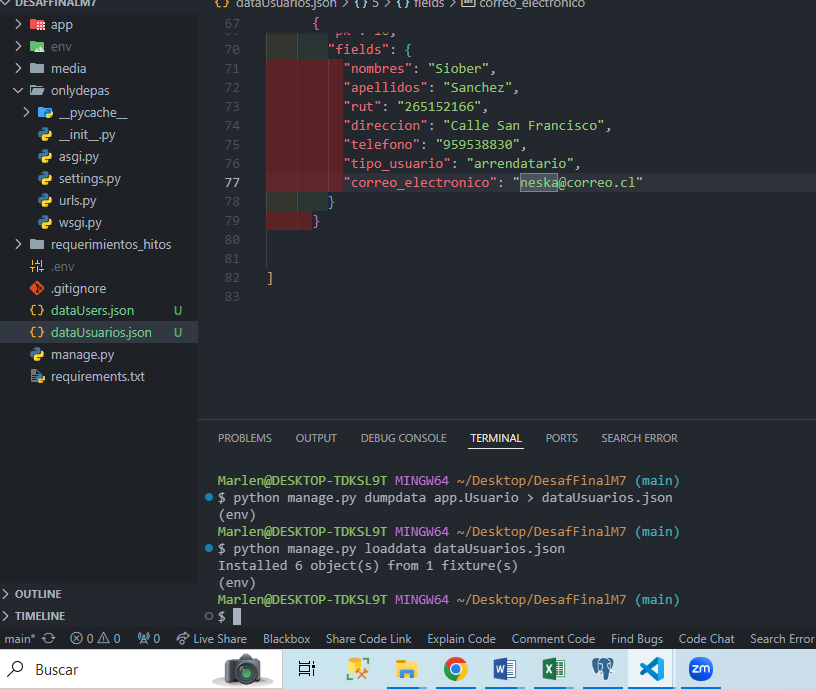 DESAFFINALM7
app
env
media
onlydepas
__pycache__
__init__.py
asgi.py
settings.py
urls.py
wsgi.py
requerimientos_hitos
.env
.gitignore
dataUsers.json U
dataUsuarios.json U
manage.py
requirements.txt
OUTLINE
TIMELINE
dataUsuarios.json > {} 5 > {} fields > correo_electronico
67 {
70 "fields": {
71 "nombres": "Siober",
72 "apellidos": "Sanchez",
73 "rut": "265152166",
74 "direccion": "Calle San Francisco",
75 "telefono": "959538830",
76 "tipo_usuario": "arrendatario",
77 "correo_electronico": "neska@correo.cl"
78 }
79 }
80
81
82 ]
83
PROBLEMS OUTPUT DEBUG CONSOLE TERMINAL PORTS SEARCH ERROR
Marlen@DESKTOP-TDKSL9T MINGW64 ~/Desktop/DesafFinalM7 (main)
$ python manage.py dumpdata app.Usuario > dataUsuarios.json
(env)
Marlen@DESKTOP-TDKSL9T MINGW64 ~/Desktop/DesafFinalM7 (main)
$ python manage.py loaddata dataUsuarios.json
Installed 6 object(s) from 1 fixture(s)
(env)
Marlen@DESKTOP-TDKSL9T MINGW64 ~/Desktop/DesafFinalM7 (main)
$
main* 0 0 0 Live Share Blackbox Share Code Link Explain Code Comment Code Find Bugs Code Chat Search Error
Buscar
W X zm